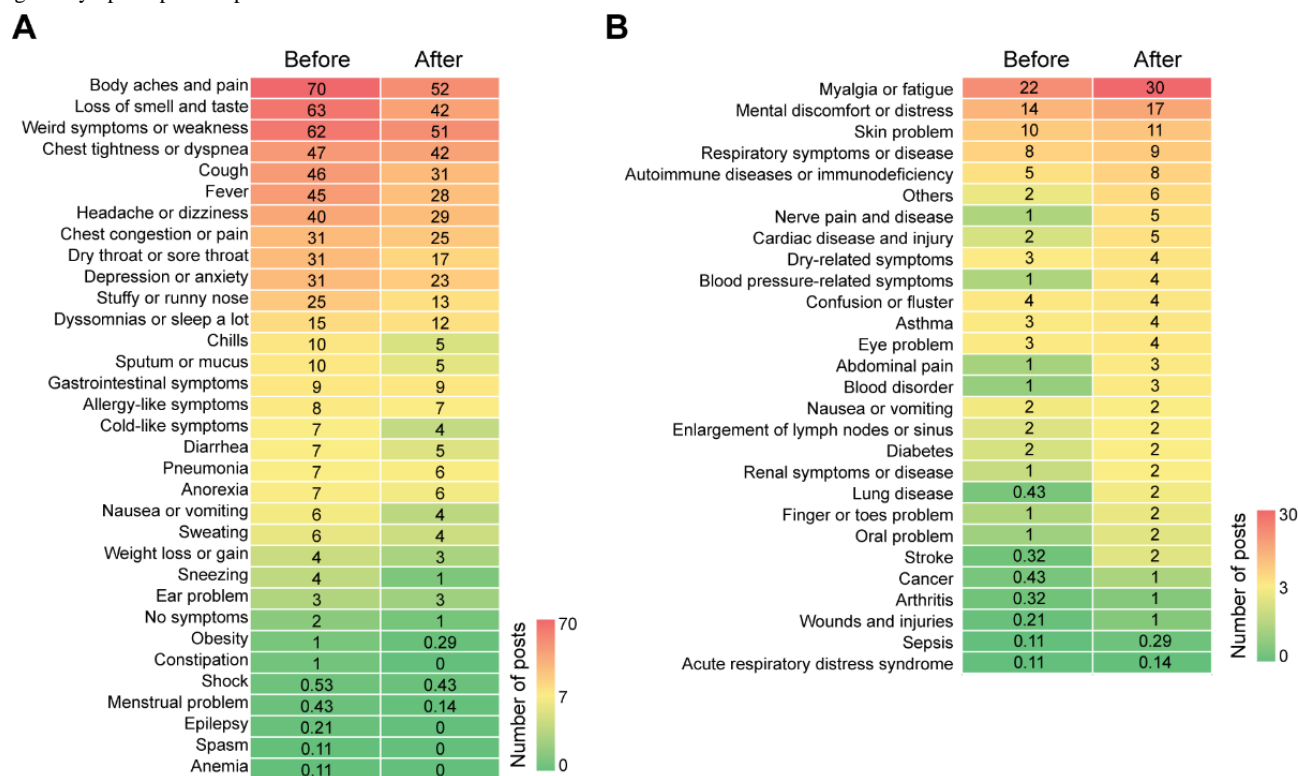 A
Before After
Body aches and pain 70 52
Loss of smell and taste 63 42
Weird symptoms or weakness 62 51
Chest tightness or dyspnea 47 42
Cough 46 31
Fever 45 28
Headache or dizziness 40 29
Chest congestion or pain 31 25
Dry throat or sore throat 31 17
Depression or anxiety 31 23
Stuffy or runny nose 25 13
Dyssomnias or sleep a lot 15 12
Chills 10 5
Sputum or mucus 10 5
Gastrointestinal symptoms 9 9
Allergy-like symptoms 8 7
Cold-like symptoms 7 4
Diarrhea 7 5
Pneumonia 7 6
Anorexia 7 6
Nausea or vomiting 6 4
Sweating 6 4
Weight loss or gain 4 3
Sneezing 4 1
Ear problem 3 3
No symptoms 2 1
Obesity 1 0.29
Constipation 1 0
Shock 0.53 0.43
Menstrual problem 0.43 0.14
Epilepsy 0.21 0
Spasm 0.11 0
Anemia 0.11 0
Number of posts
70
7
0
B
Before After
Myalgia or fatigue 22 30
Mental discomfort or distress 14 17
Skin problem 10 11
Respiratory symptoms or disease 8 9
Autoimmune diseases or immunodeficiency 5 8
Others 2 6
Nerve pain and disease 1 5
Cardiac disease and injury 2 5
Dry-related symptoms 3 4
Blood pressure-related symptoms 1 4
Confusion or fluster 4 4
Asthma 3 4
Eye problem 3 4
Abdominal pain 1 3
Blood disorder 1 3
Nausea or vomiting 2 2
Enlargement of lymph nodes or sinus 2 2
Diabetes 2 2
Renal symptoms or disease 1 2
Lung disease 0.43 2
Finger or toes problem 1 2
Oral problem 1 2
Stroke 0.32 2
Cancer 0.43 1
Arthritis 0.32 1
Wounds and injuries 0.21 1
Sepsis 0.11 0.29
Acute respiratory distress syndrome 0.11 0.14
Number of posts
30
3
0